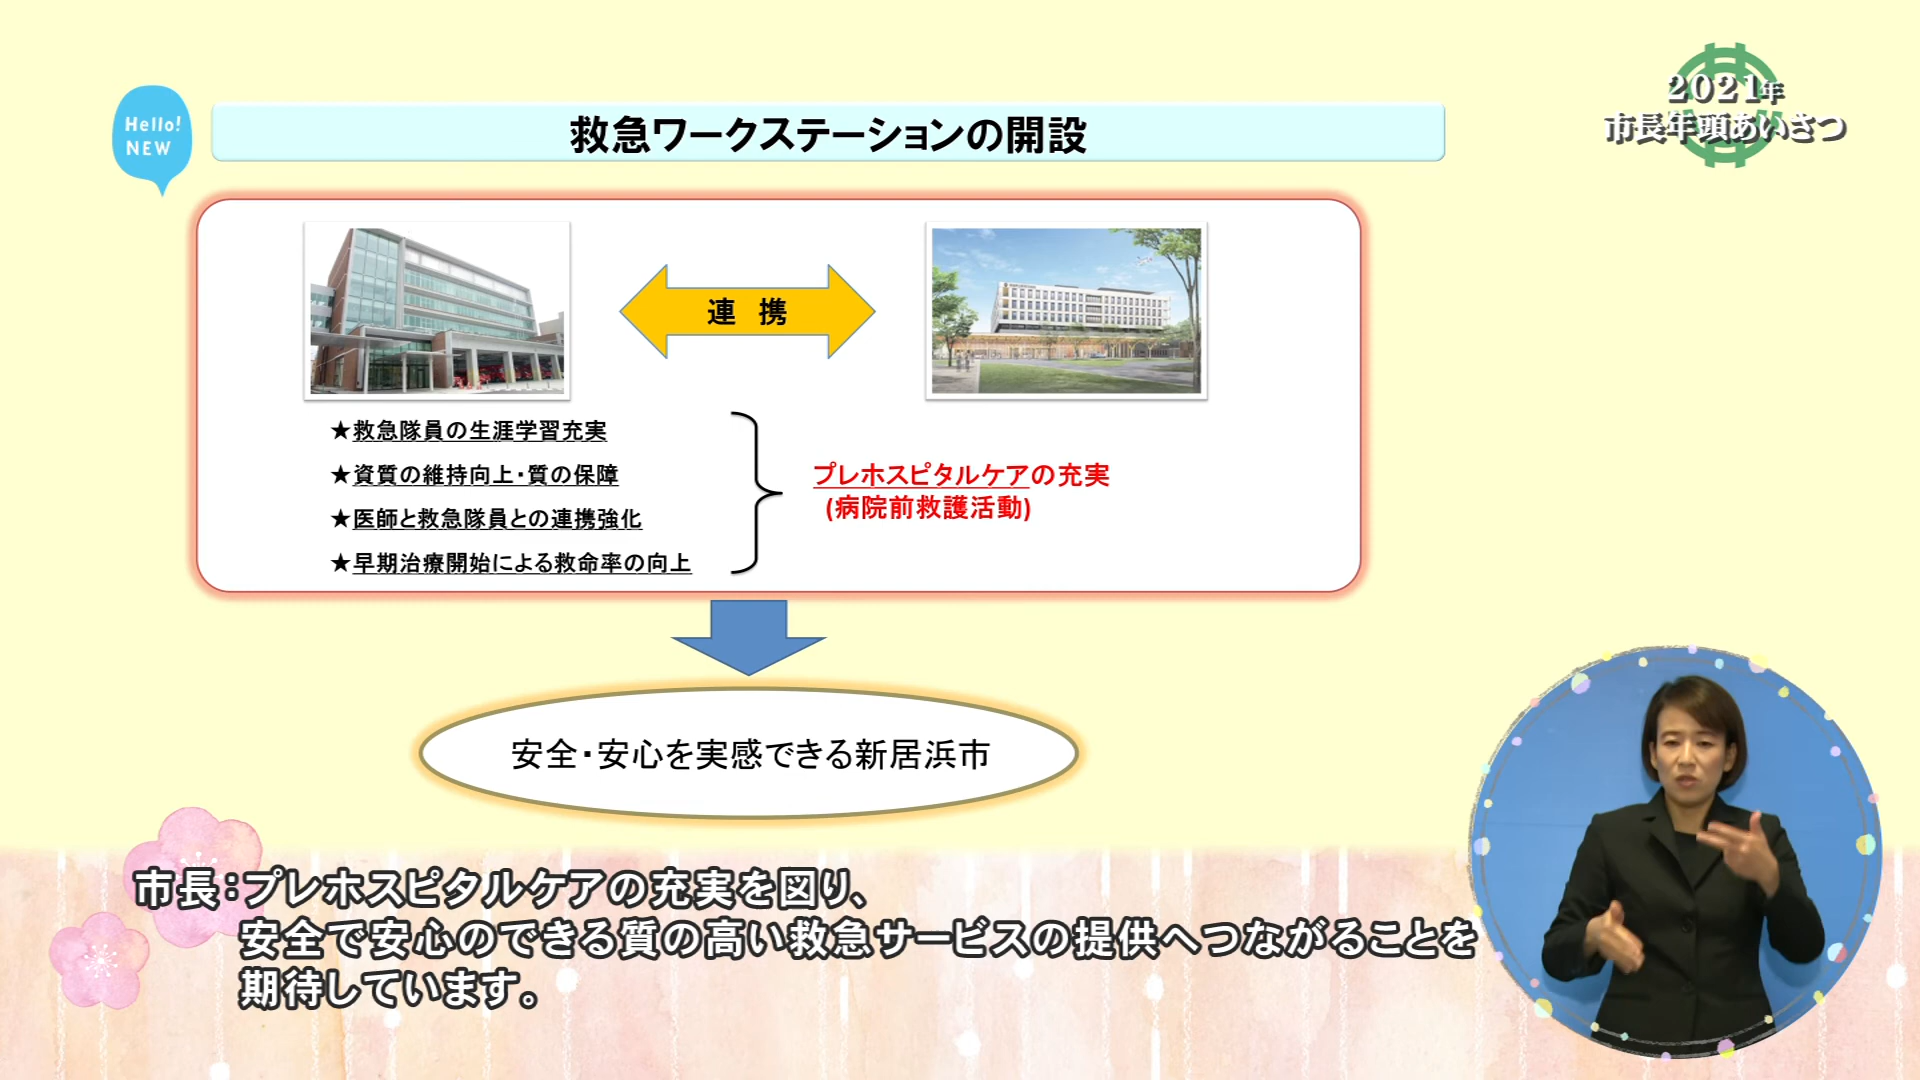 Hello!
NEW
救急ワークステーションの開設
2021年
市長年頭あいさつ
連 携
★救急隊員の生涯学習充実
★資質の維持向上・質の保障
★医師と救急隊員との連携強化
★早期治療開始による救命率の向上
プレホスピタルケアの充実
(病院前救護活動)
安全・安心を実感できる新居浜市
市長：プレホスピタルケアの充実を図り、
安全で安心のできる質の高い救急サービスの提供へつながることを
期待しています。